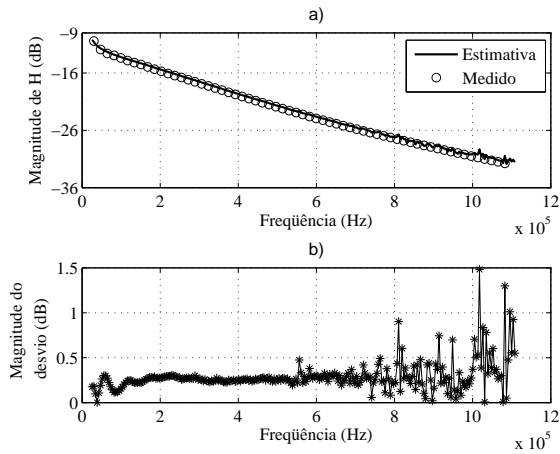 a)
−9
−16
−26
−36
Magnitude de H (dB)
Estimativa
Medido
0 2 4 6 8 10 12
x 10^5
Freqüência (Hz)
b)
1.5
1
0.5
0
Magnitude do
desvio (dB)
0 2 4 6 8 10 12
x 10^5
Freqüência (Hz)